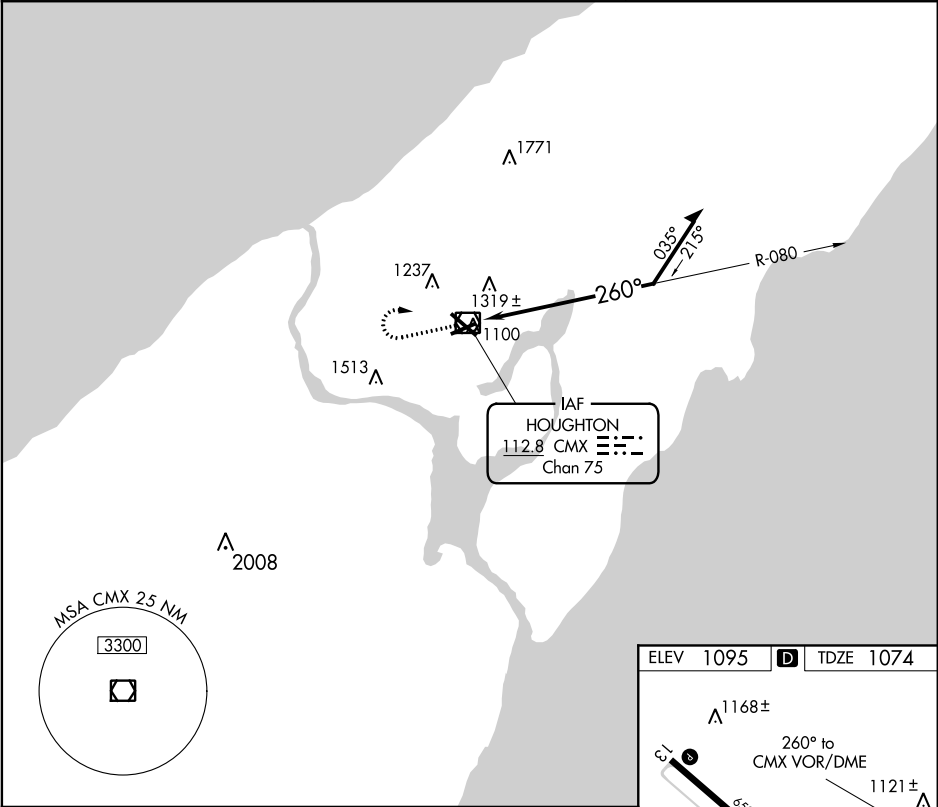 1771
035°
215°
R-080
1237
260°
1319 ±
1100
1513
IAF
HOUGHTON
112.8 CMX
Chan 75
2008
MSA CMX 25 NM
3300
ELEV 1095 D TDZE 1074
1168 ±
13
P
260° to
CMX VOR/DME
1121 ±